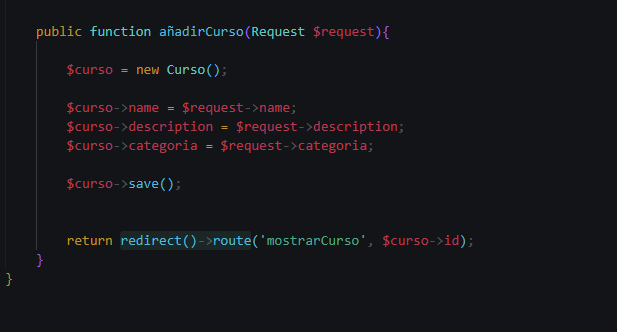 public function añadirCurso(Request $request){
$curso = new Curso();
$curso->name = $request->name;
$curso->description = $request->description;
$curso->categoria = $request->categoria;
$curso->save();
return redirect()->route('mostrarCurso', $curso->id);
}
}